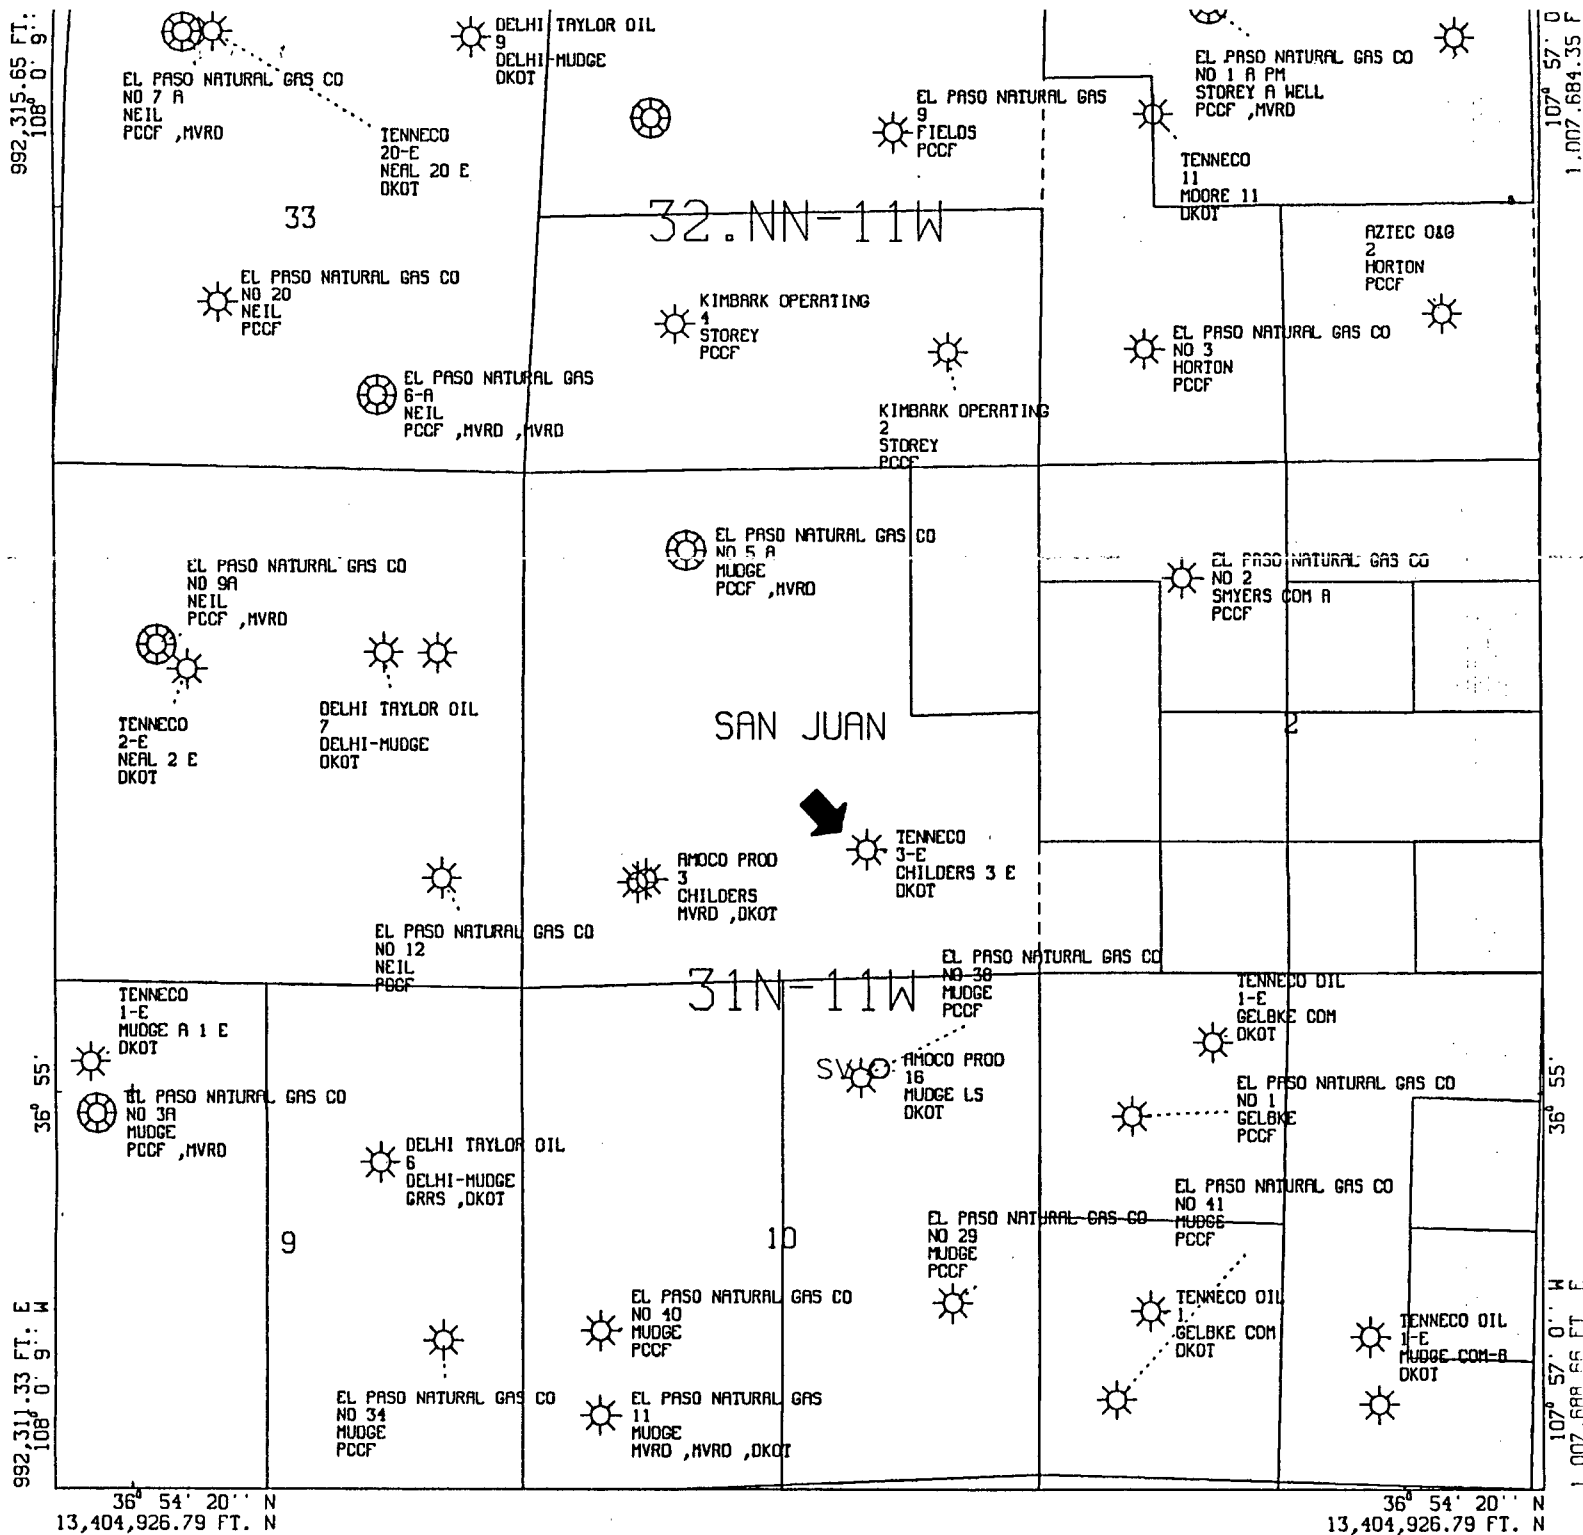 992,315.65 FT.
108° 0' 9''
EL PASO NATURAL GAS CO
NO 7 A
NEIL
PCCF ,MVRD
TENNECO
20-E
NEAL 20 E
DKOT
DELHI TAYLOR OIL
9
DELHI-MUDGE
DKOT
EL PASO NATURAL GAS
9
FIELDS
PCCF
EL PASO NATURAL GAS CO
NO 1 A PM
STOREY A WELL
PCCF ,MVRD
TENNECO
11
MOORE 11
DKOT
107° 57' 0
1,007,684.35 F
33
32.NN-11W
AZTEC O&G
2
HORTON
PCCF
EL PASO NATURAL GAS CO
NO 20
NEIL
PCCF
KIMBARK OPERATING
4
STOREY
PCCF
EL PASO NATURAL GAS CO
NO 3
HORTON
PCCF
EL PASO NATURAL GAS
6-A
NEIL
PCCF ,MVRD ,MVRD
KIMBARK OPERATING
2
STOREY
PCCF
EL PASO NATURAL GAS CO
NO 5 A
MUDGE
PCCF ,MVRD
EL PASO NATURAL GAS CO
NO 9A
NEIL
PCCF ,MVRD
EL PASO NATURAL GAS CO
NO 2
SMYERS COM A
PCCF
TENNECO
2-E
NEAL 2 E
DKOT
DELHI TAYLOR OIL
7
DELHI-MUDGE
DKOT
SAN JUAN
2
TENNECO
3-E
CHILDERS 3 E
DKOT
AMOCO PROD
3
CHILDERS
MVRD ,DKOT
EL PASO NATURAL GAS CO
NO 12
NEIL
PCCF
31N-11W
EL PASO NATURAL GAS CO
NO 38
MUDGE
PCCF
TENNECO
1-E
MUDGE A 1 E
DKOT
TENNECO OIL
1-E
GELBKE COM
DKOT
AMOCO PROD
16
MUDGE LS
DKOT
36° 55'
36° 55'
EL PASO NATURAL GAS CO
NO 3A
MUDGE
PCCF ,MVRD
EL PASO NATURAL GAS CO
NO 1
GELBKE
PCCF
DELHI TAYLOR OIL
6
DELHI-MUDGE
GRRS ,DKOT
EL PASO NATURAL GAS CO
NO 41
MUDGE
PCCF
9
10
EL PASO NATURAL GAS CO
NO 29
MUDGE
PCCF
EL PASO NATURAL GAS CO
NO 40
MUDGE
PCCF
TENNECO OIL
1
GELBKE COM
DKOT
TENNECO OIL
1-E
MUDGE COM-B
DKOT
EL PASO NATURAL GAS CO
NO 34
MUDGE
PCCF
EL PASO NATURAL GAS
11
MUDGE
MVRD ,MVRD ,DKOT
992,311.33 FT. E
108° 0' 9'' W
107° 57' 0'' W
36° 54' 20'' N
13,404,926.79 FT. N
36° 54' 20'' N
13,404,926.79 FT. N